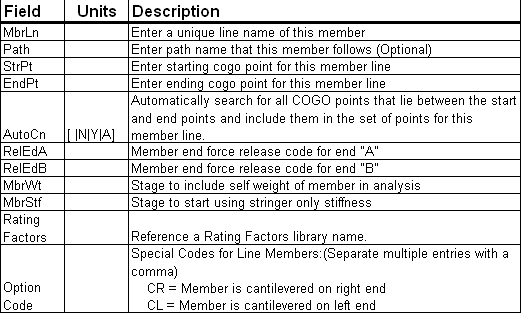 Field Units Description
MbrLn Enter a unique line name of this member
Path Enter path name that this member follows (Optional)
StrPt Enter starting cogo point for this member line
EndPt Enter ending cogo point for this member line
Automatically search for all COGO points that lie between the start
and end points and include them in the set of points for this
AutoCn [ |N|Y|A] member line.
RelEdA Member end force release code for end "A"
RelEdB Member end force release code for end "B"
MbrWt Stage to include self weight of member in analysis
MbrStf Stage to start using stringer only stiffness
Rating
Factors Reference a Rating Factors library name.
Special Codes for Line Members:(Separate multiple entries with a
comma)
Option CR = Member is cantilevered on right end
Code CL = Member is cantilevered on left end